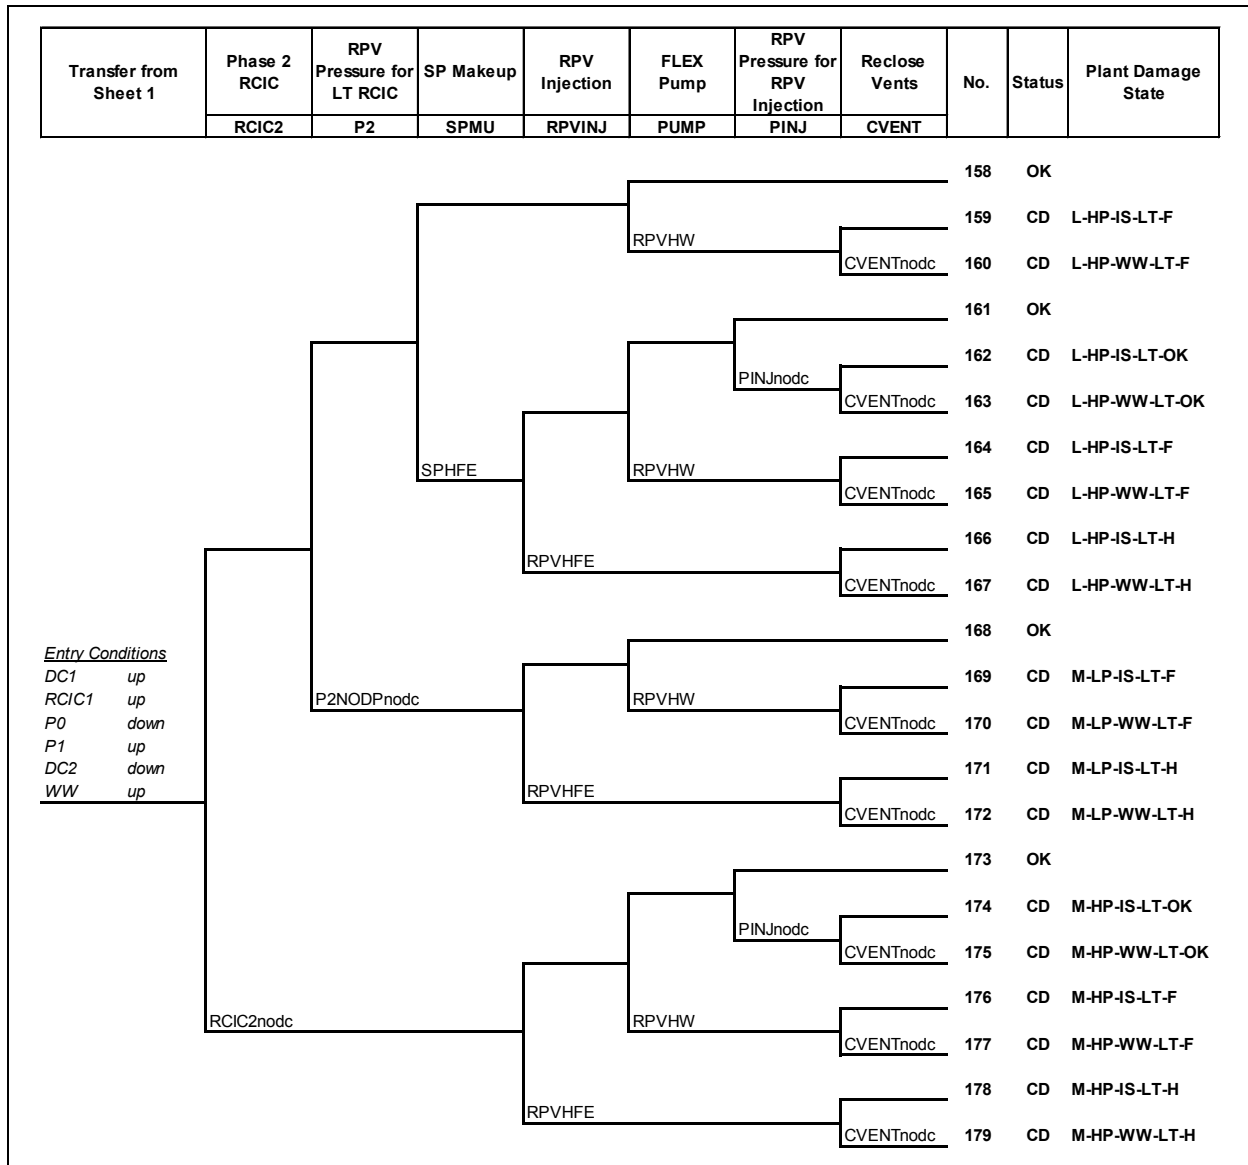 Transfer from Sheet 1
Phase 2 RCIC
RPV Pressure for LT RCIC
SP Makeup
RPV Injection
FLEX Pump
RPV Pressure for RPV Injection
Reclose Vents
No.
Status
Plant Damage State
RCIC2 P2 SPMU RPVINJ PUMP PINJ CVENT
158 OK
159 CD L-HP-IS-LT-F
RPVHW
CVENTnodc 160 CD L-HP-WW-LT-F
161 OK
162 CD L-HP-IS-LT-OK
PINJnodc
CVENTnodc 163 CD L-HP-WW-LT-OK
164 CD L-HP-IS-LT-F
SPHFE RPVHW
CVENTnodc 165 CD L-HP-WW-LT-F
166 CD L-HP-IS-LT-H
RPVHFE
CVENTnodc 167 CD L-HP-WW-LT-H
168 OK
Entry Conditions
DC1 up
RCIC1 up
P0 down
P1 up
DC2 down
WW up
169 CD M-LP-IS-LT-F
P2NODPnodc RPVHW
CVENTnodc 170 CD M-LP-WW-LT-F
171 CD M-LP-IS-LT-H
RPVHFE
CVENTnodc 172 CD M-LP-WW-LT-H
173 OK
174 CD M-HP-IS-LT-OK
PINJnodc
CVENTnodc 175 CD M-HP-WW-LT-OK
176 CD M-HP-IS-LT-F
RCIC2nodc RPVHW
CVENTnodc 177 CD M-HP-WW-LT-F
178 CD M-HP-IS-LT-H
RPVHFE
CVENTnodc 179 CD M-HP-WW-LT-H